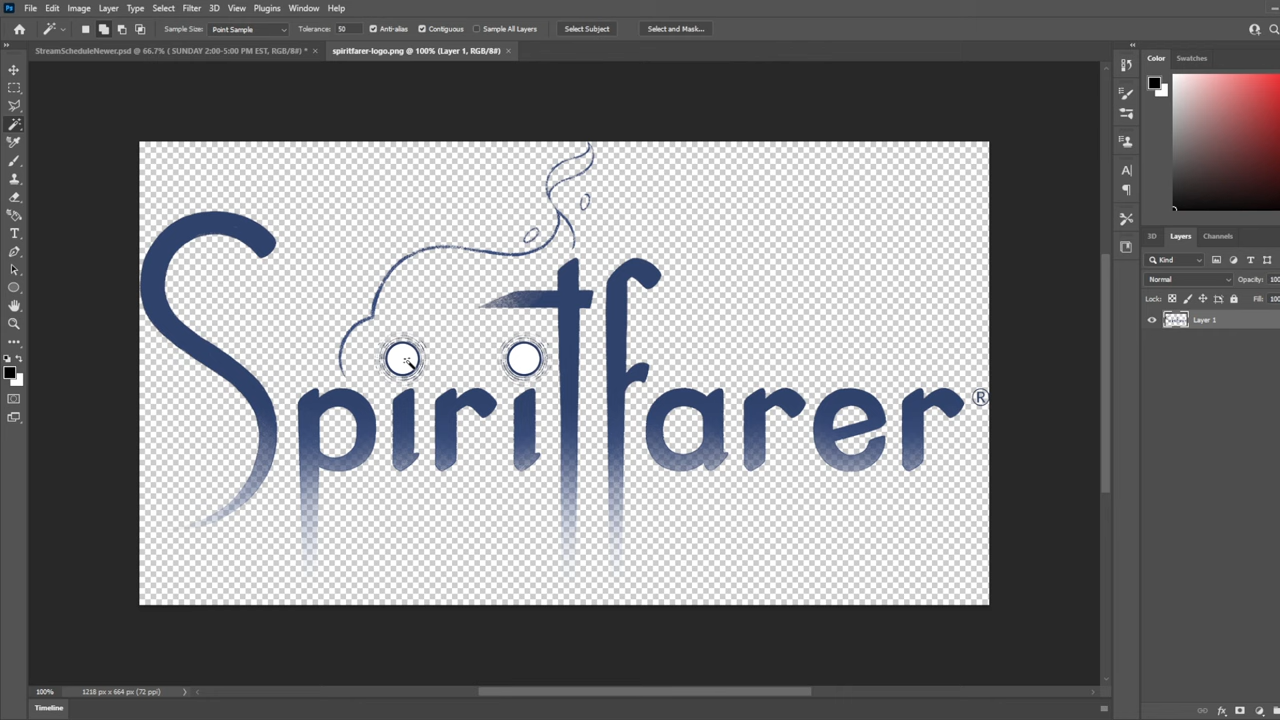 Ps File Edit Image Layer Type Select Filter 3D View Plugins Window Help
Sample Size: Point Sample Tolerance: 50 Anti-alias Contiguous Sample All Layers Select Subject Select and Mask...
StreamScheduleNewer.psd @ 66.7% ( SUNDAY 2:00-5:00 PM EST, RGB/8#) * × spiritfarer-logo.png @ 100% (Layer 1, RGB/8#) ×
Color Swatches
Spiritfarer®
3D Layers Channels
Kind
Normal Opacity: 100
Lock: Fill: 100
Layer 1
100% 1218 px x 664 px (72 ppi)
Timeline